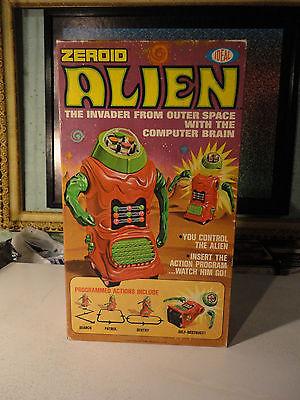 ZEROID
IDEAL
ALIEN
THE INVADER FROM OUTER SPACE
WITH THE
COMPUTER BRAIN
• YOU CONTROL
THE ALIEN
• INSERT THE
ACTION PROGRAM
...WATCH HIM GO!
PROGRAMMED ACTIONS INCLUDE
SEARCH
PATROL
SENTRY
SELF-DESTRUCT!